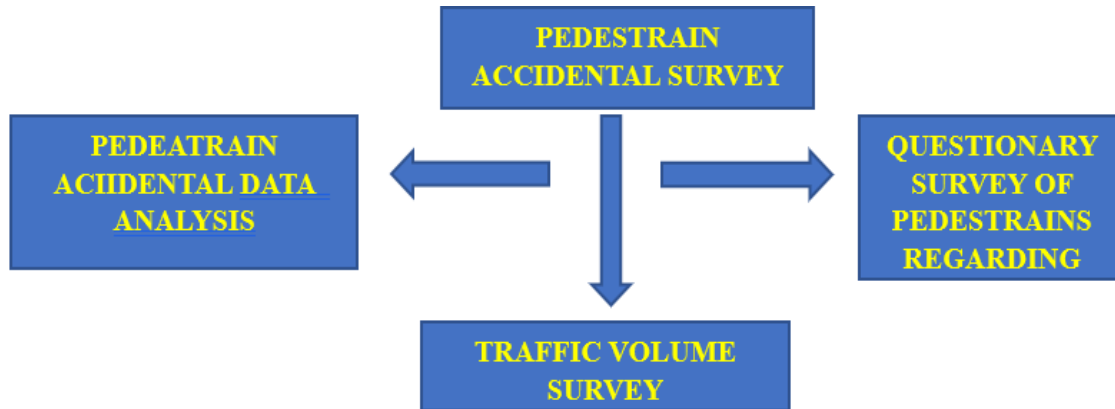 PEDESTRAIN
ACCIDENTAL SURVEY
PEDEATRAIN
ACIIDENTAL DATA
ANALYSIS
QUESTIONARY
SURVEY OF
PEDESTRAINS
REGARDING
TRAFFIC VOLUME
SURVEY